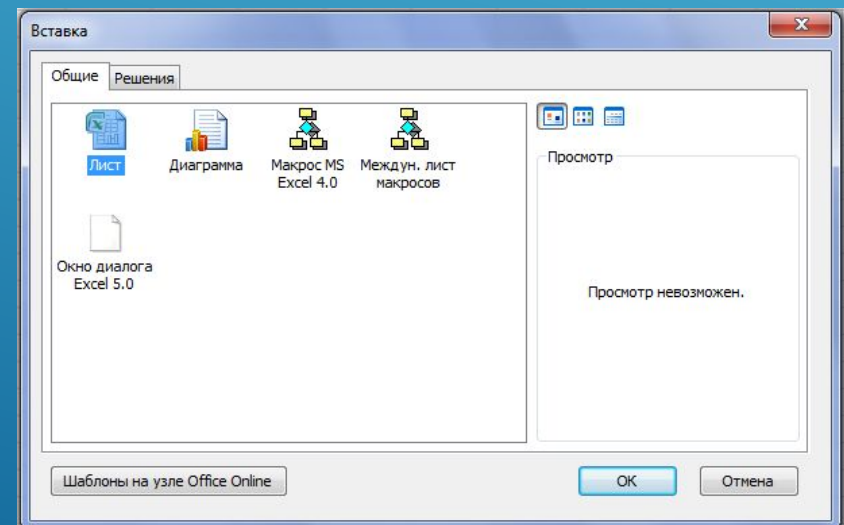 Вставка
Общие
Решения
Лист
Диаграмма
Макрос MS
Excel 4.0
Междун. лист
макросов
Окно диалога
Excel 5.0
Просмотр
Просмотр невозможен.
Шаблоны на узле Office Online
ОК
Отмена